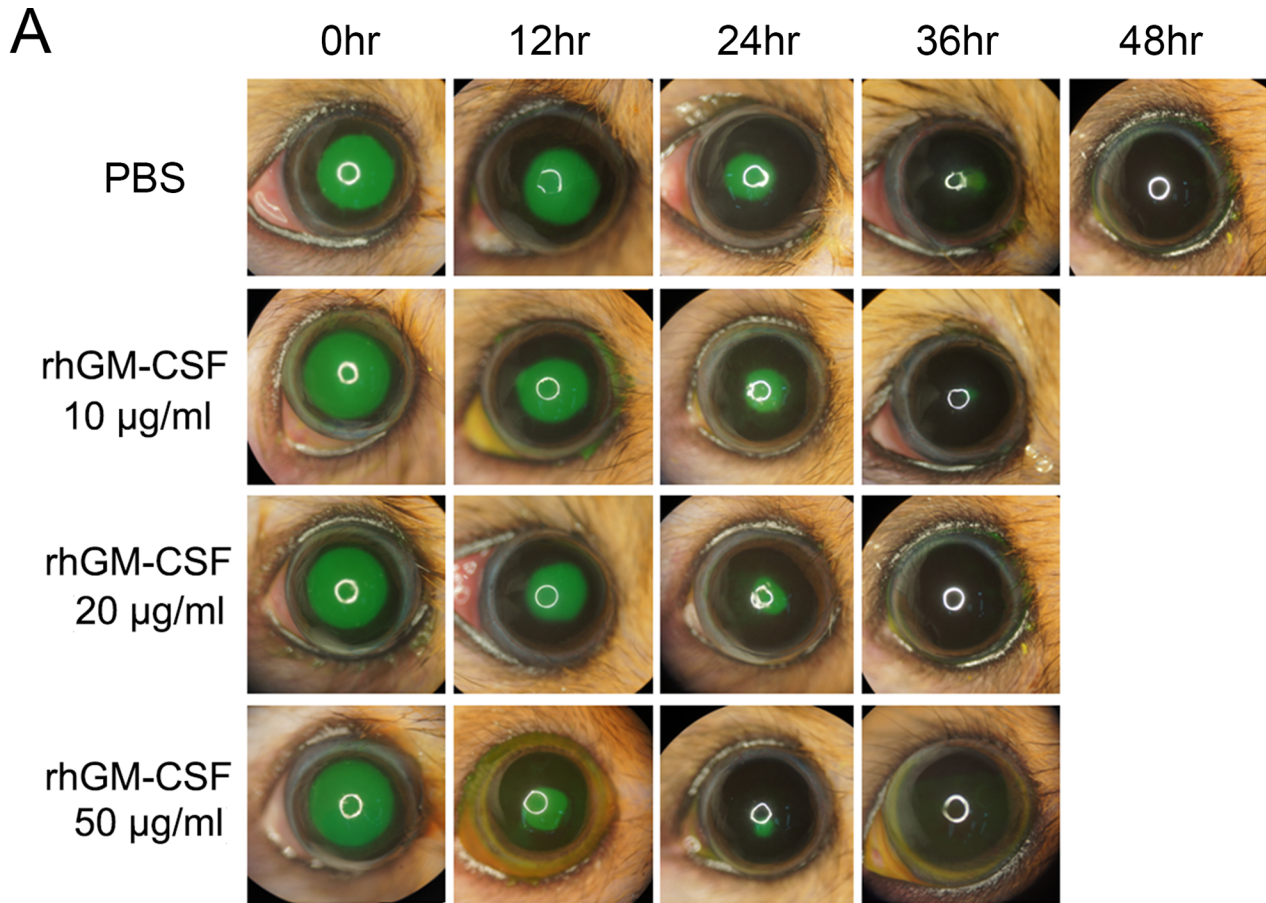 A
0hr 12hr 24hr 36hr 48hr
PBS
rhGM-CSF
10 µg/ml
rhGM-CSF
20 µg/ml
rhGM-CSF
50 µg/ml